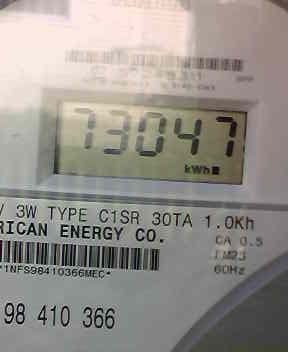 73047
kWh
V 3W TYPE C1SR 30TA 1.0Kh
RICAN ENERGY CO.
CA 0.5
*1NFS98410366MEC*
60Hz
98 410 366